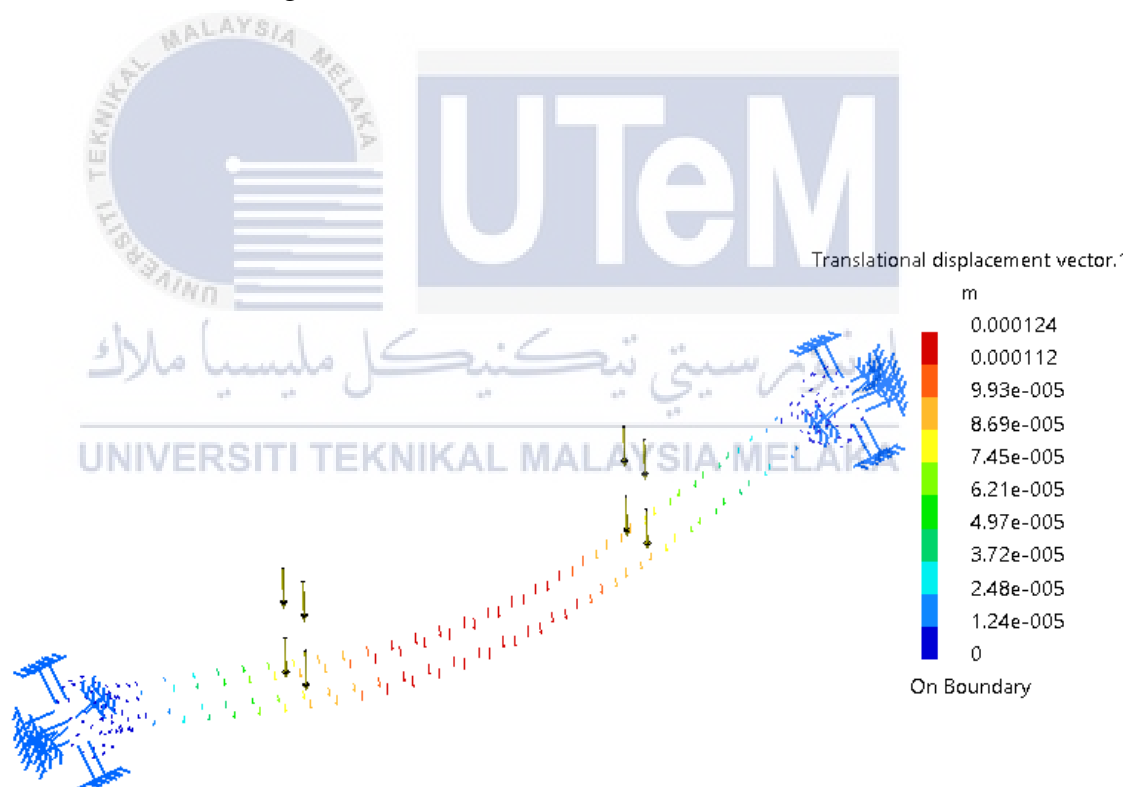 UNIVERSITI TEKNIKAL MALAYSIA MELAKA
UTeM
Translational displacement vector.1
m
0.000124
0.000112
9.93e-005
8.69e-005
7.45e-005
6.21e-005
4.97e-005
3.72e-005
2.48e-005
1.24e-005
0
On Boundary
اونيۏرسيتي تيكنيكل مليسيا ملاك
UNIVERSITI TEKNIKAL MALAYSIA MELAKA